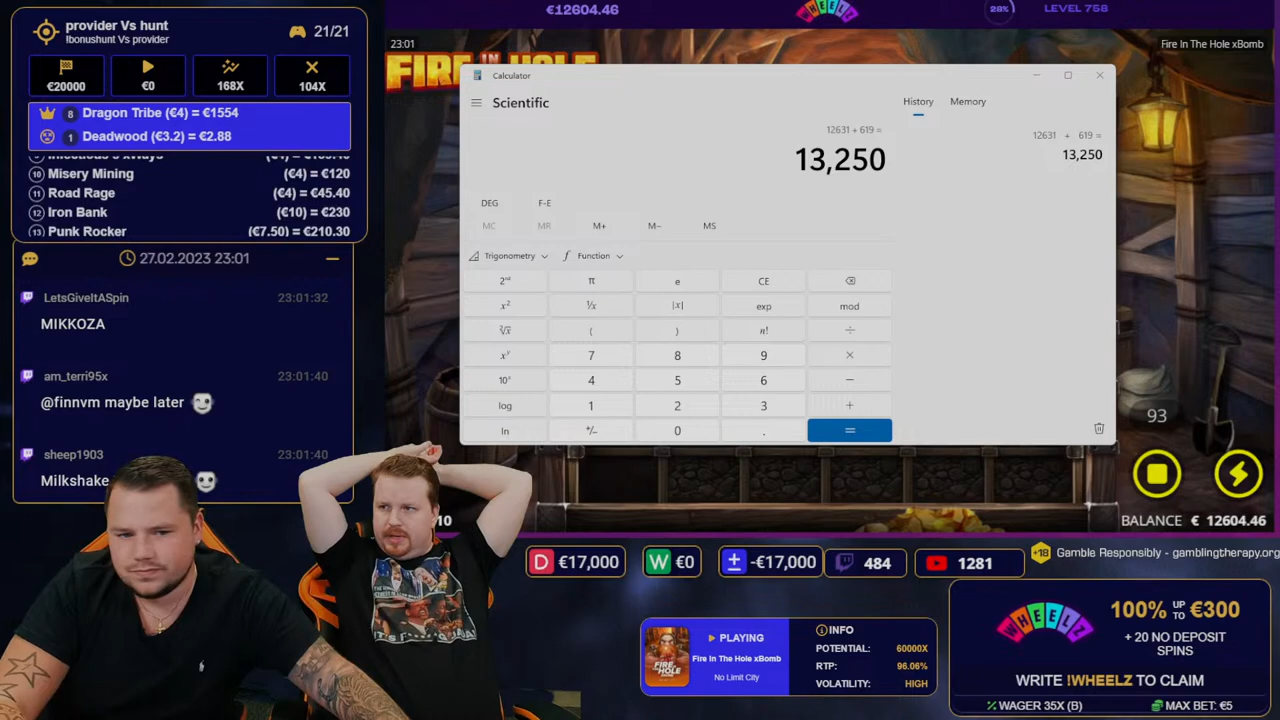 provider Vs hunt
!bonushunt Vs provider
21/21
€20000
€0
168X
104X
8 Dragon Tribe (€4) = €1554
1 Deadwood (€3.2) = €2.88
10 Misery Mining (€4) = €120
11 Road Rage (€4) = €45.40
12 Iron Bank (€10) = €230
13 Punk Rocker (€7.50) = €210.30
27.02.2023 23:01
LetsGiveItASpin 23:01:32
MIKKOZA
am_terri95x 23:01:40
@finnvm maybe later
sheep1903 23:01:40
Milkshake
€12604.46
WHEELZ
28%
LEVEL 758
23:01
Fire In The Hole xBomb
Calculator
Scientific
History Memory
12631 + 619 =
13,250
12631 + 619 =
13,250
DEG F-E
MC MR M+ M− MS
Trigonometry Function
2ⁿᵈ π e CE
x² ¹/x |x| exp mod
²√x ( ) n! ÷
xʸ 7 8 9 ×
10ˣ 4 5 6 −
log 1 2 3 +
ln +/− 0 . =
93
10
BALANCE € 12604.46
D €17,000
W €0
± -€17,000
484
1281
+18 Gamble Responsibly - gamblingtherapy.org
PLAYING
Fire In The Hole xBomb
No Limit City
INFO
POTENTIAL: 60000X
RTP: 96.06%
VOLATILITY: HIGH
WHEELZ
100% UP TO €300
+ 20 NO DEPOSIT
SPINS
WRITE !WHEELZ TO CLAIM
WAGER 35X (B)
MAX BET: €5